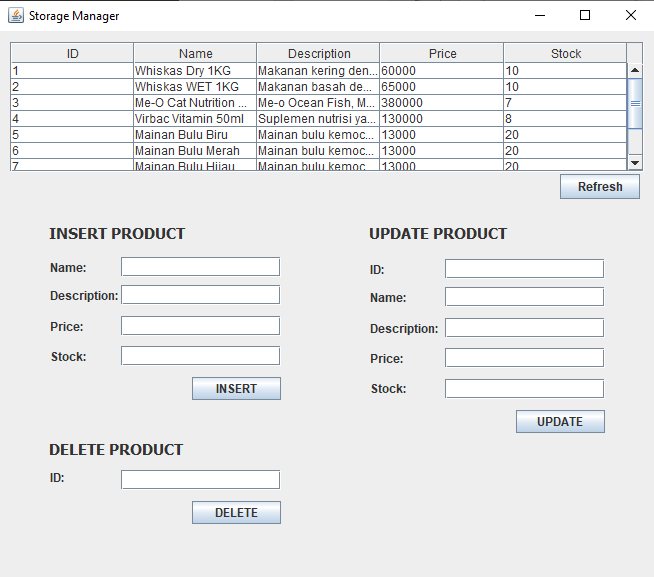 Storage Manager
ID Name Description Price Stock
1 Whiskas Dry 1KG Makanan kering den... 60000 10
2 Whiskas WET 1KG Makanan basah de... 65000 10
3 Me-O Cat Nutrition ... Me-o Ocean Fish, M... 380000 7
4 Virbac Vitamin 50ml Suplemen nutrisi ya... 130000 8
5 Mainan Bulu Biru Mainan bulu kemoc... 13000 20
6 Mainan Bulu Merah Mainan bulu kemoc... 13000 20
7 Mainan Bulu Hijau Mainan bulu kemoc... 13000 20
Refresh
INSERT PRODUCT
Name:
Description:
Price:
Stock:
INSERT
UPDATE PRODUCT
ID:
Name:
Description:
Price:
Stock:
UPDATE
DELETE PRODUCT
ID:
DELETE